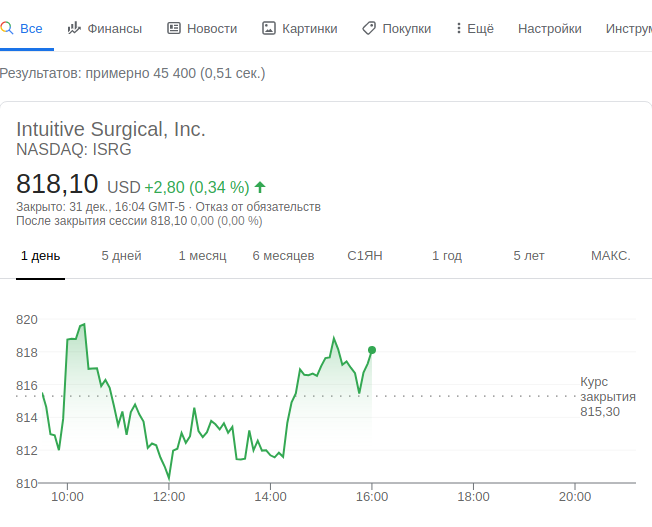 Все Финансы Новости Картинки Покупки Ещё Настройки Инструм
Результатов: примерно 45 400 (0,51 сек.)
Intuitive Surgical, Inc.
NASDAQ: ISRG
818,10 USD +2,80 (0,34 %)
Закрыто: 31 дек., 16:04 GMT-5 · Отказ от обязательств
После закрытия сессии 818,10 0,00 (0,00 %)
1 день 5 дней 1 месяц 6 месяцев С1ЯН 1 год 5 лет МАКС.
820
818
816
814
812
810
Курс
закрытия
815,30
10:00 12:00 14:00 16:00 18:00 20:00